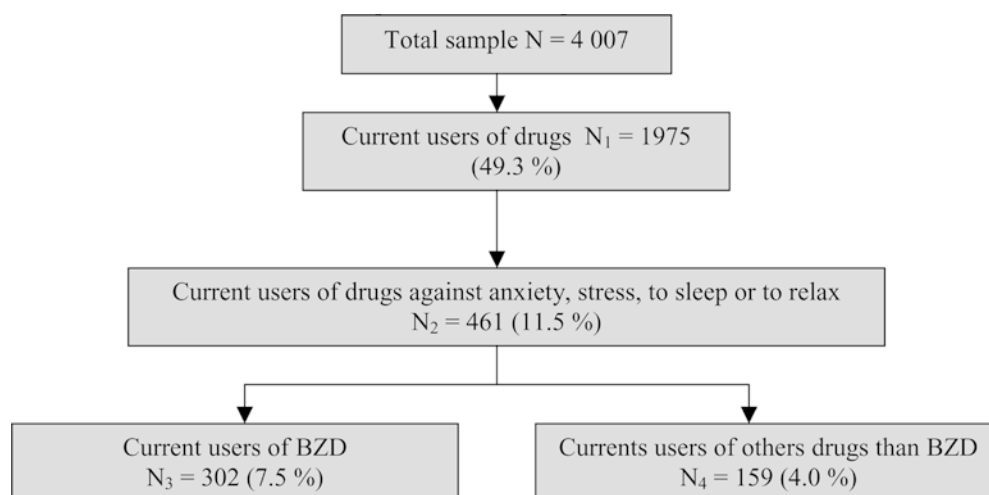 Total sample N = 4 007
Current users of drugs N₁ = 1975
(49.3 %)
Current users of drugs against anxiety, stress, to sleep or to relax
N₂ = 461 (11.5 %)
Current users of BZD
N₃ = 302 (7.5 %)
Currents users of others drugs than BZD
N₄ = 159 (4.0 %)